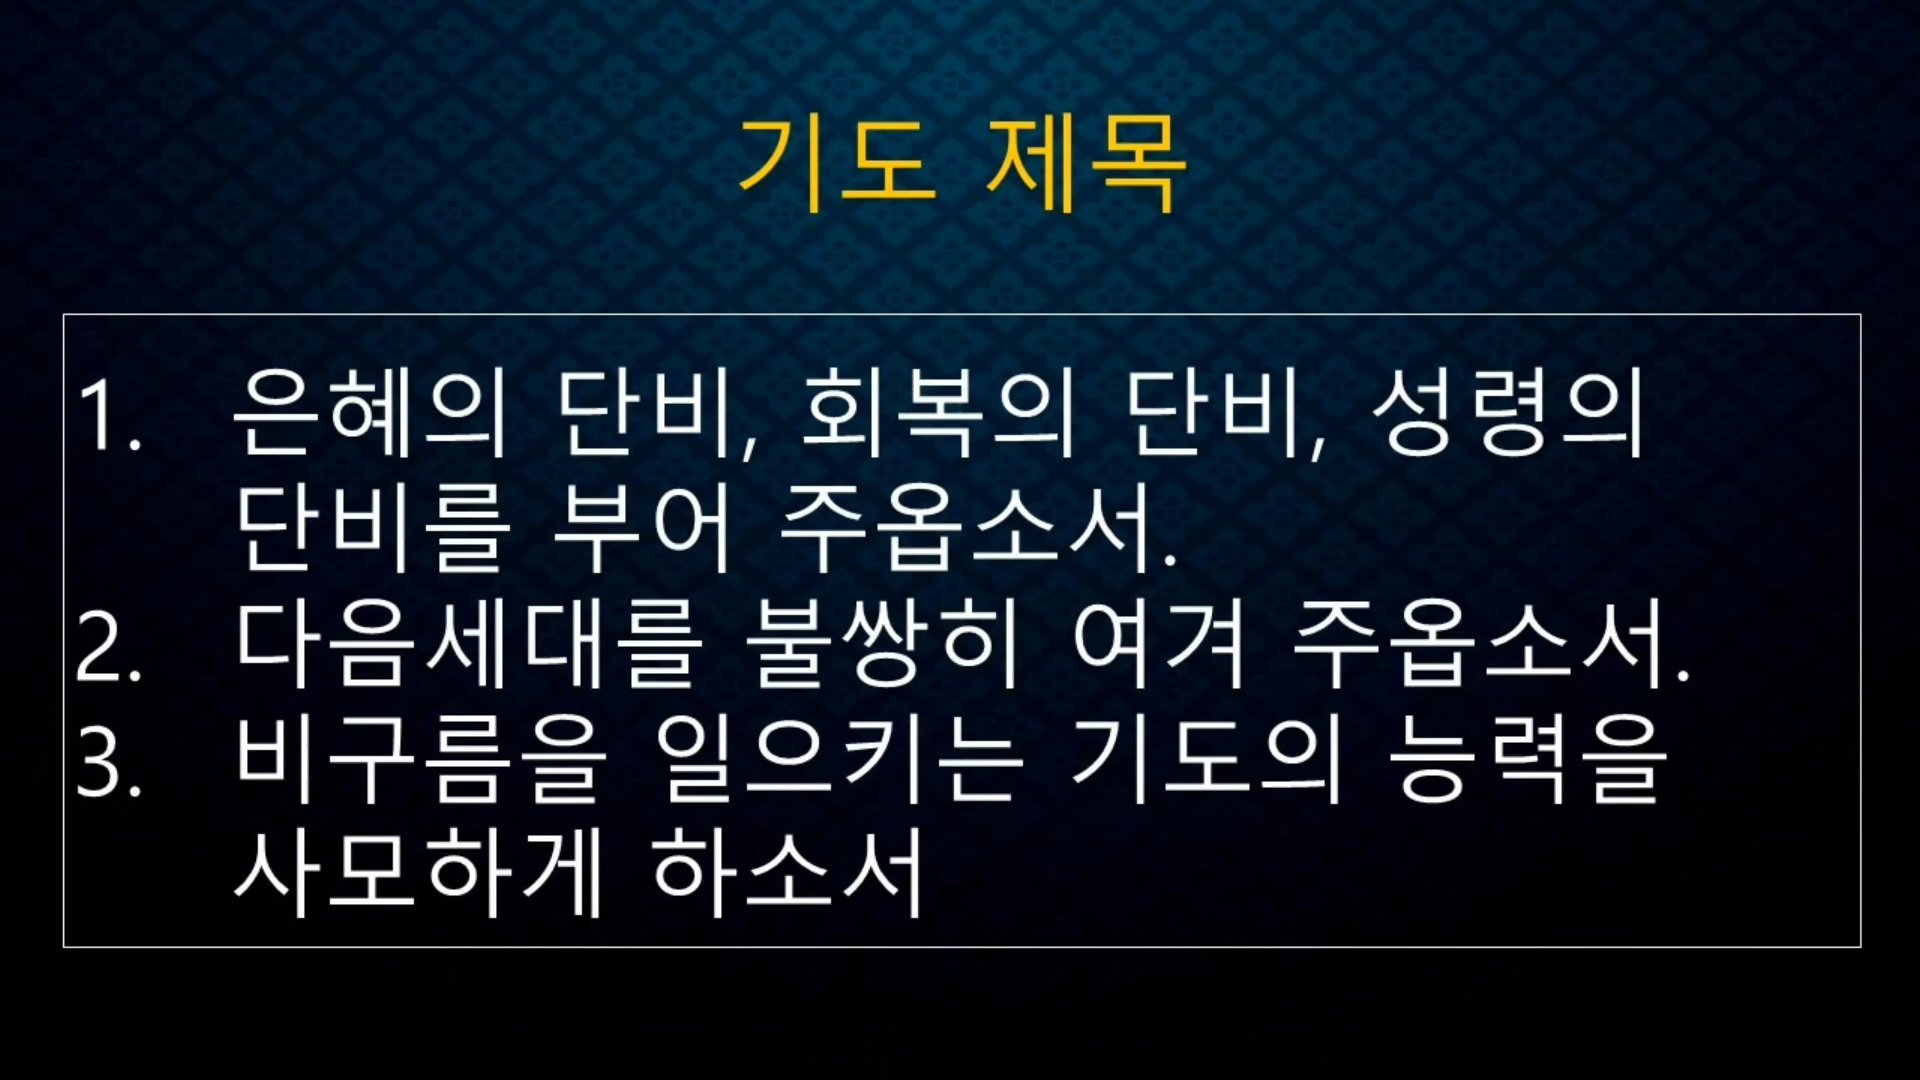 기도 제목
1. 은혜의 단비, 회복의 단비, 성령의
단비를 부어 주옵소서.
2. 다음세대를 불쌍히 여겨 주옵소서.
3. 비구름을 일으키는 기도의 능력을
사모하게 하소서